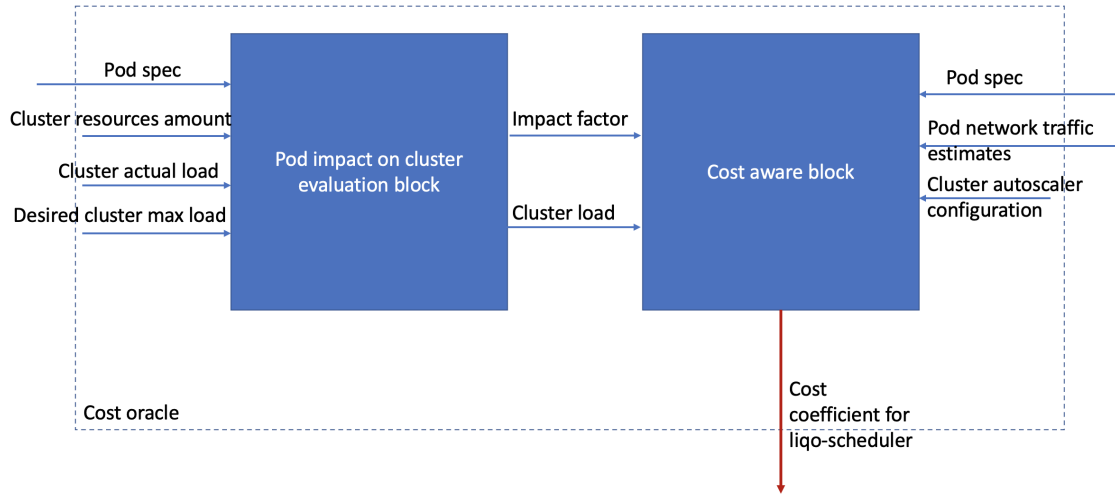 Pod spec
Cluster resources amount
Cluster actual load
Desired cluster max load
Pod impact on cluster
evaluation block
Impact factor
Cluster load
Cost aware block
Pod spec
Pod network traffic
estimates
Cluster autoscaler
configuration
Cost oracle
Cost
coefficient for
liqo-scheduler